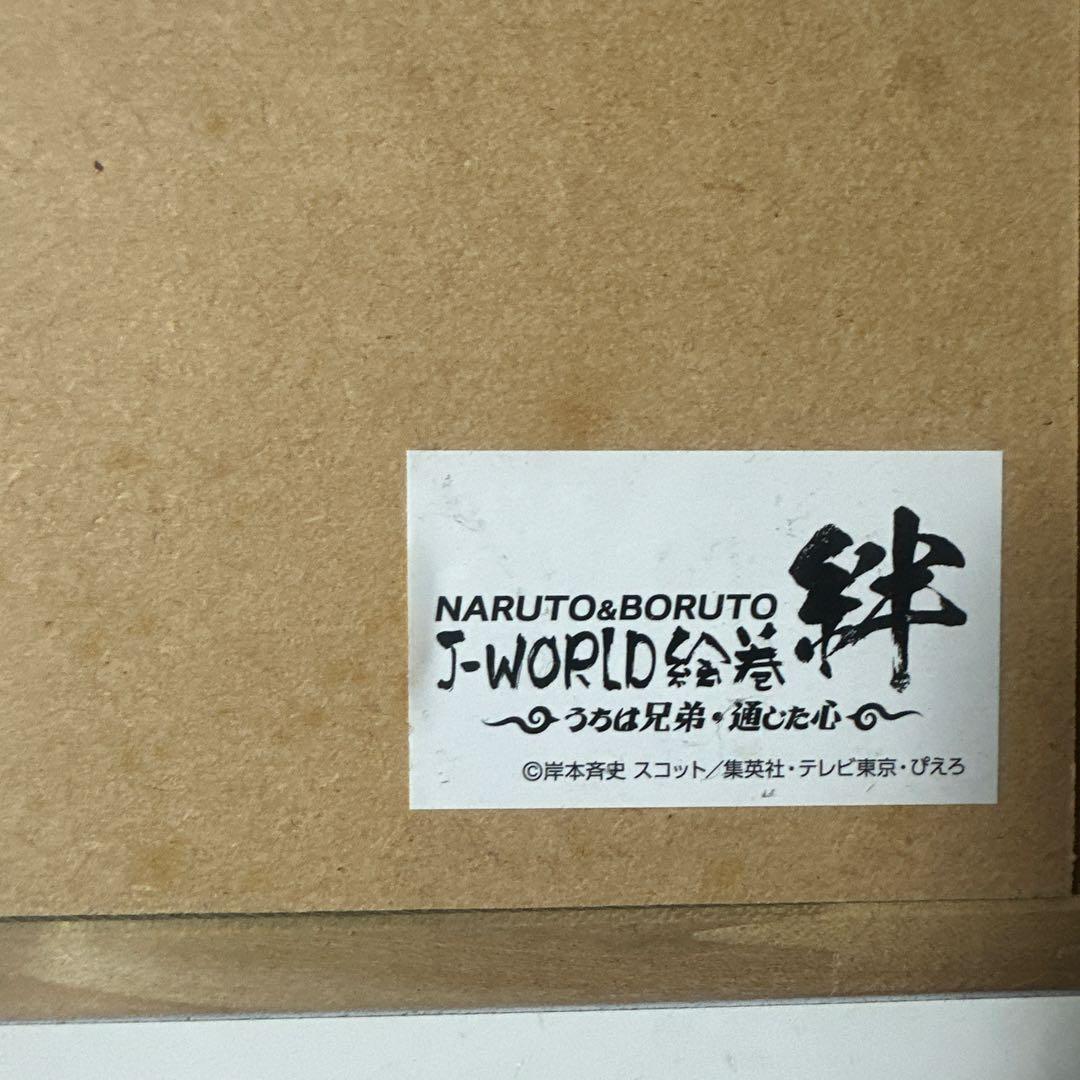 NARUTO&BORUTO
J-WORLD絵巻 絆
うちは兄弟・通じた心
©岸本斉史 スコット／集英社・テレビ東京・ぴえろ